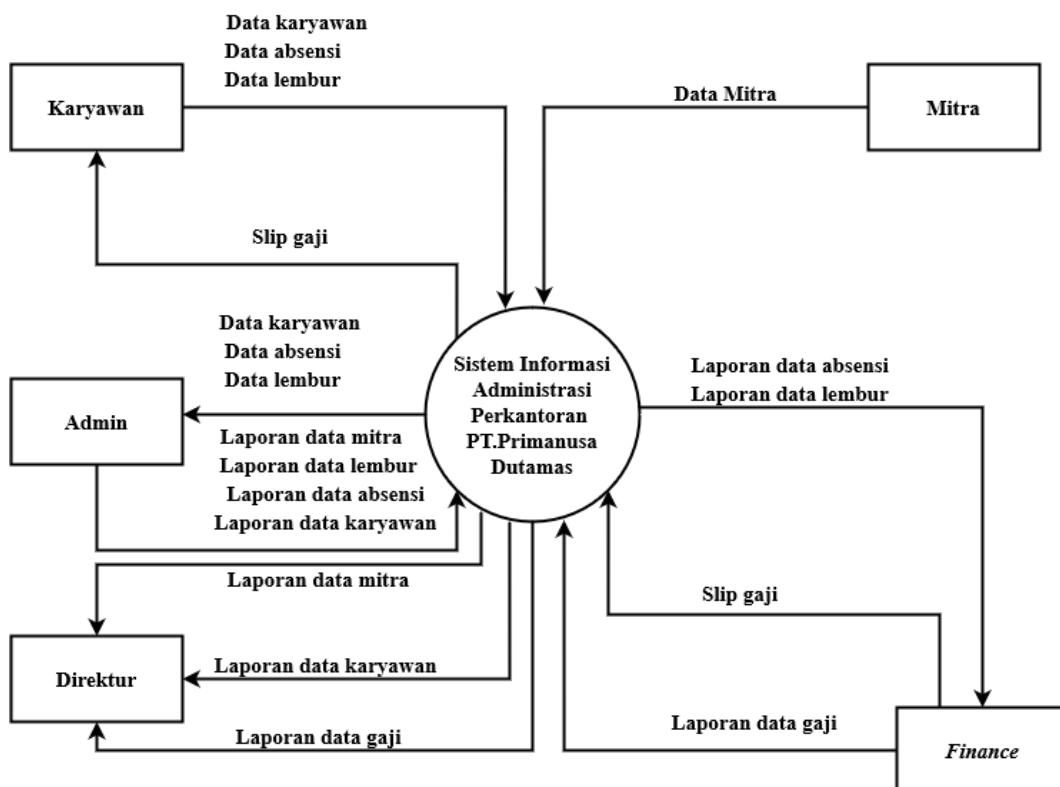 Data karyawan
Data absensi
Data lembur
Karyawan
Data Mitra
Mitra
Slip gaji
Data karyawan
Data absensi
Data lembur
Admin
Laporan data mitra
Laporan data lembur
Laporan data absensi
Laporan data karyawan
Sistem Informasi
Administrasi
Perkantoran
PT.Primanusa
Dutamas
Laporan data absensi
Laporan data lembur
Laporan data mitra
Slip gaji
Direktur
Laporan data karyawan
Laporan data gaji
Laporan data gaji
Finance